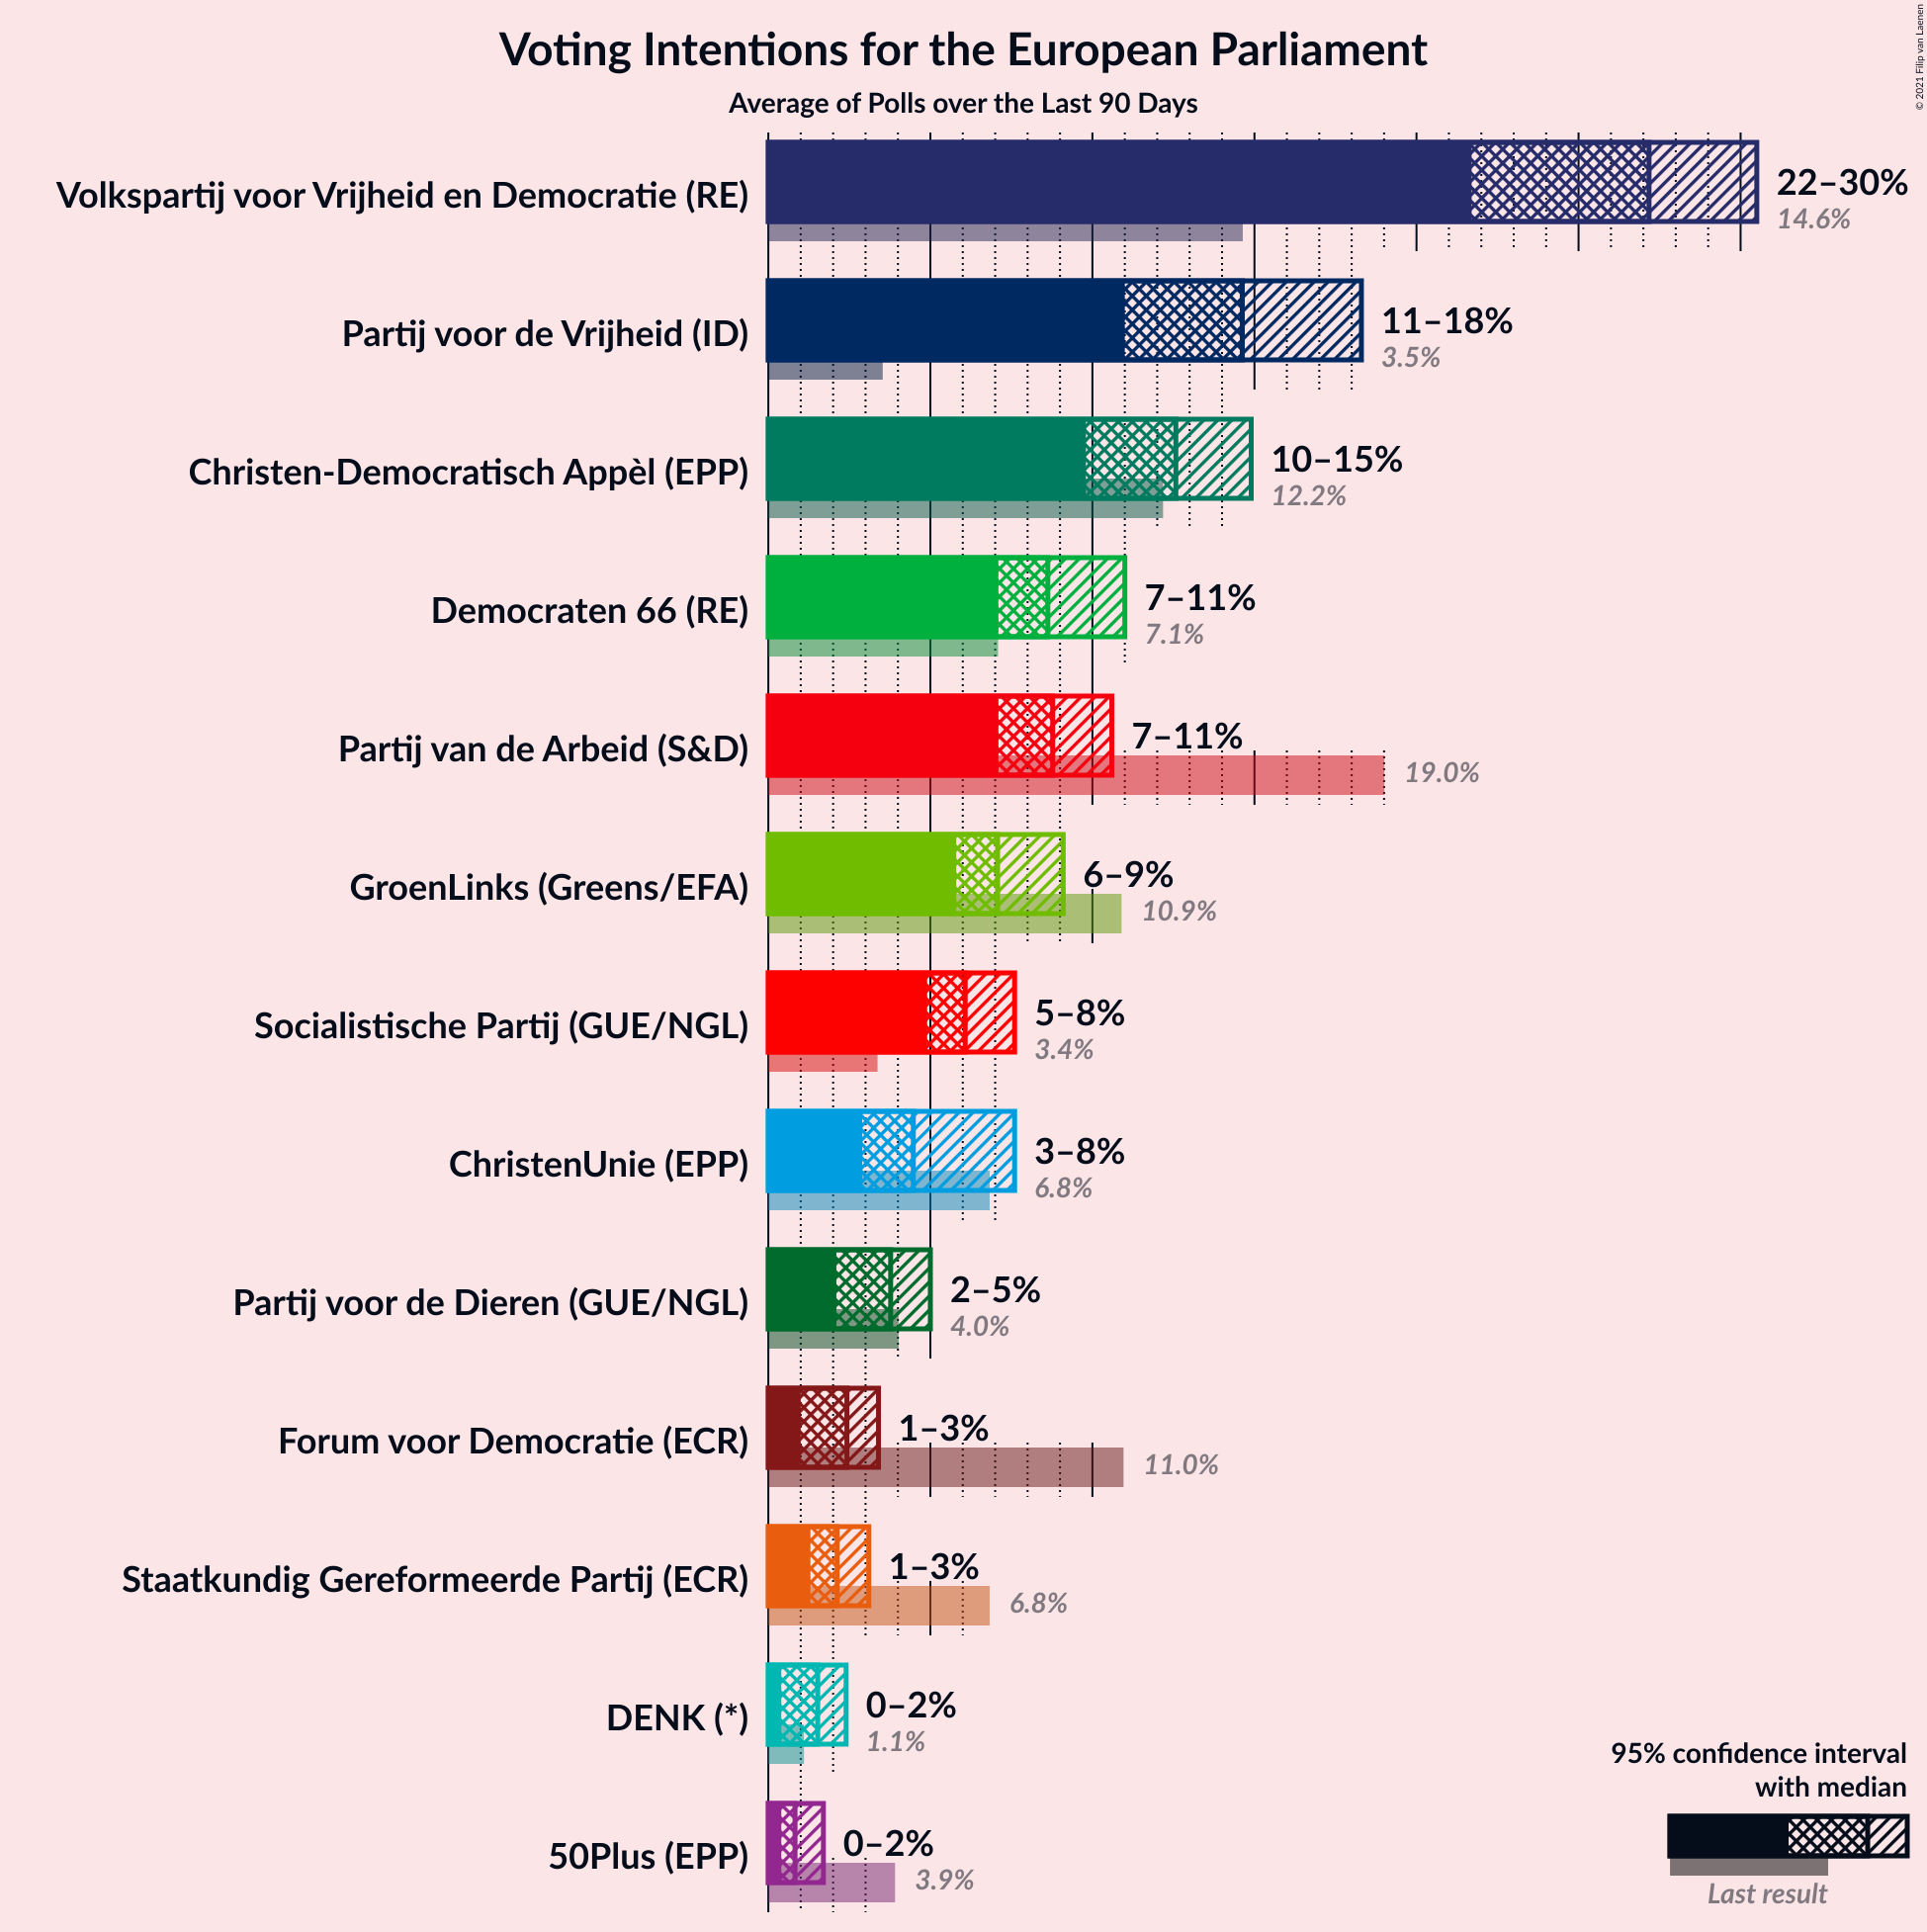 Voting Intentions for the European Parliament
Average of Polls over the Last 90 Days
© 2021 Filip van Laenen
Volkspartij voor Vrijheid en Democratie (RE)
22–30%
14.6%
Partij voor de Vrijheid (ID)
11–18%
3.5%
Christen-Democratisch Appèl (EPP)
10–15%
12.2%
Democraten 66 (RE)
7–11%
7.1%
Partij van de Arbeid (S&D)
7–11%
19.0%
GroenLinks (Greens/EFA)
6–9%
10.9%
Socialistische Partij (GUE/NGL)
5–8%
3.4%
ChristenUnie (EPP)
3–8%
6.8%
Partij voor de Dieren (GUE/NGL)
2–5%
4.0%
Forum voor Democratie (ECR)
1–3%
11.0%
Staatkundig Gereformeerde Partij (ECR)
1–3%
6.8%
DENK (*)
0–2%
1.1%
50Plus (EPP)
0–2%
3.9%
95% confidence interval
with median
Last result